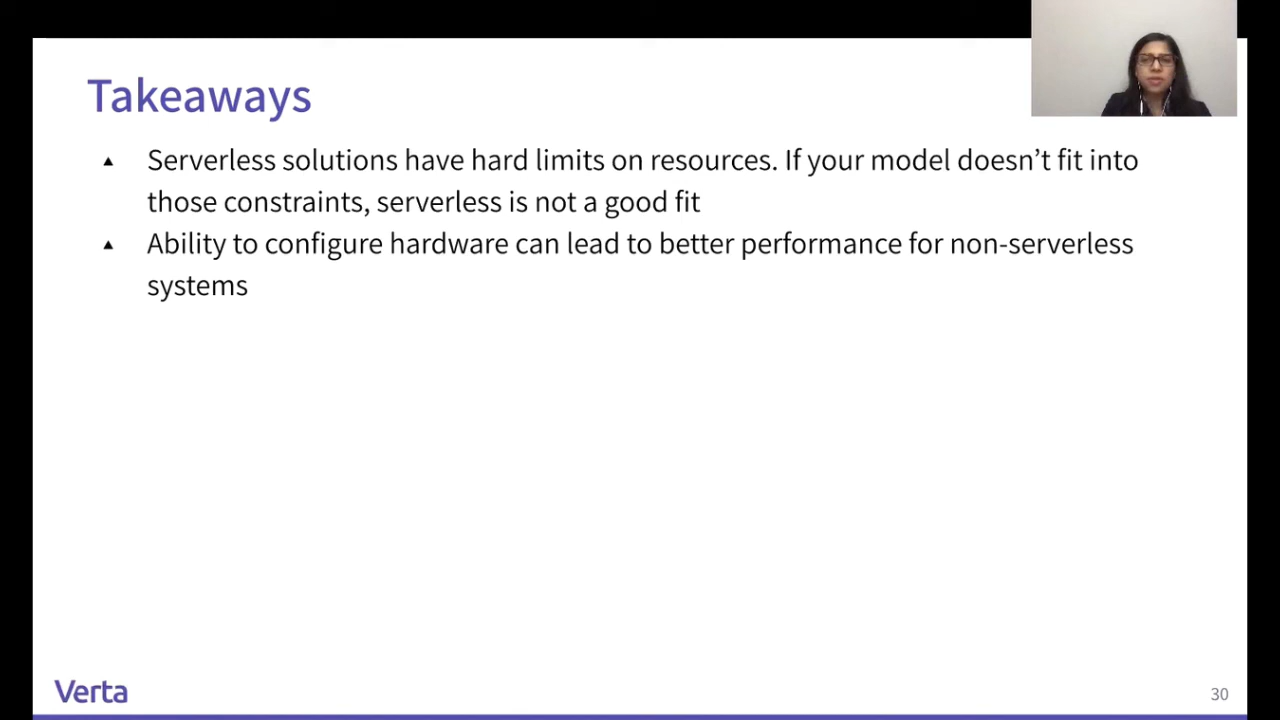 Takeaways
▲ Serverless solutions have hard limits on resources. If your model doesn’t fit into
those constraints, serverless is not a good fit
▲ Ability to configure hardware can lead to better performance for non-serverless
systems
Verta
30